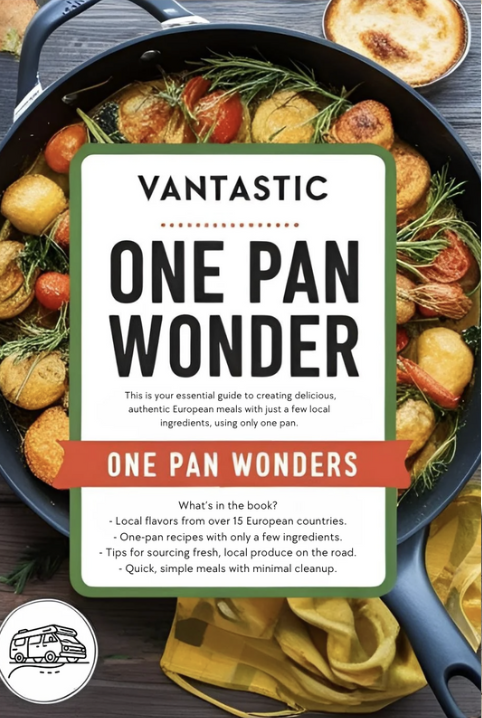 VANTASTIC
ONE PAN
WONDER
This is your essential guide to creating delicious,
authentic European meals with just a few local
ingredients, using only one pan.
ONE PAN WONDERS
What's in the book?
- Local flavors from over 15 European countries.
- One-pan recipes with only a few ingredients.
- Tips for sourcing fresh, local produce on the road.
- Quick, simple meals with minimal cleanup.